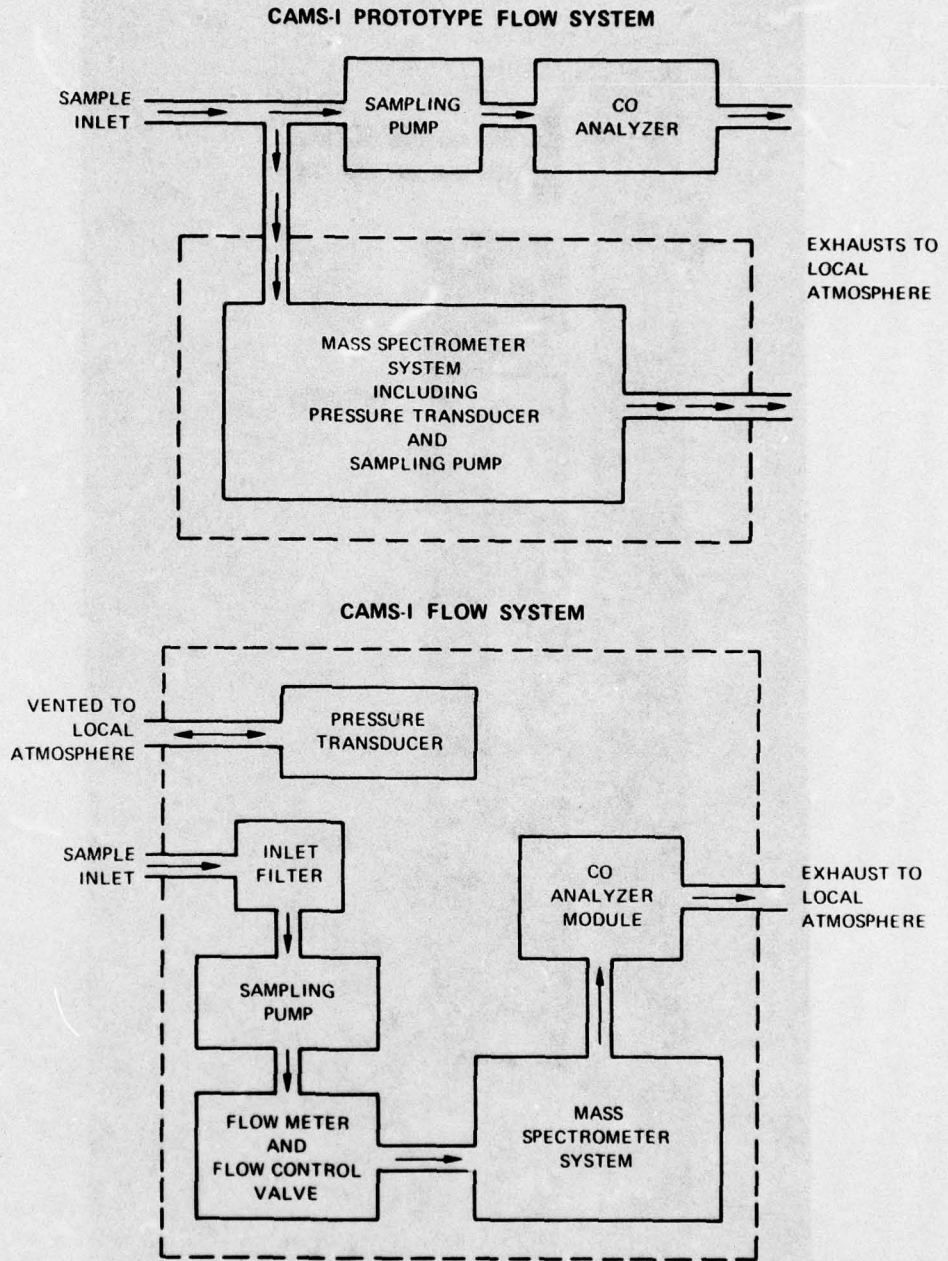 CAMS-I PROTOTYPE FLOW SYSTEM
SAMPLE
INLET
SAMPLING
PUMP
CO
ANALYZER
EXHAUSTS TO
LOCAL
ATMOSPHERE
MASS SPECTROMETER
SYSTEM
INCLUDING
PRESSURE TRANSDUCER
AND
SAMPLING PUMP
CAMS-I FLOW SYSTEM
VENTED TO
LOCAL
ATMOSPHERE
PRESSURE
TRANSDUCER
SAMPLE
INLET
INLET
FILTER
CO
ANALYZER
MODULE
EXHAUST TO
LOCAL
ATMOSPHERE
SAMPLING
PUMP
FLOW METER
AND
FLOW CONTROL
VALVE
MASS
SPECTROMETER
SYSTEM